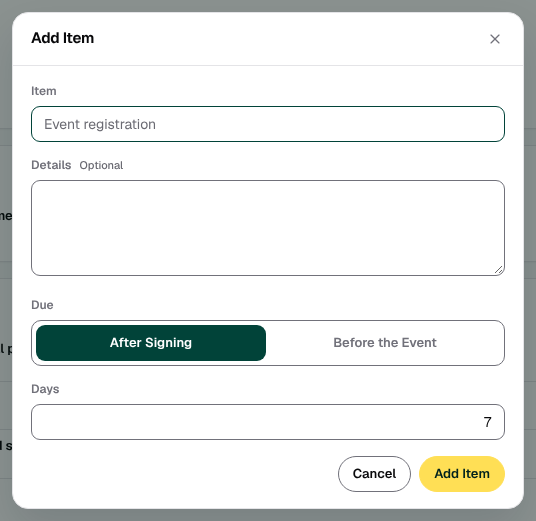 Add Item
Item
Event registration
Details Optional
Due
After Signing
Before the Event
Days
7
Cancel
Add Item